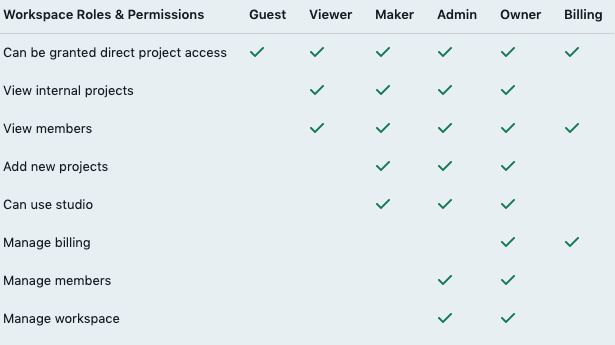 Workspace Roles & Permissions Guest Viewer Maker Admin Owner Billing
Can be granted direct project access ✓ ✓ ✓ ✓ ✓ ✓
View internal projects ✓ ✓ ✓ ✓
View members ✓ ✓ ✓ ✓ ✓
Add new projects ✓ ✓ ✓
Can use studio ✓ ✓ ✓
Manage billing ✓ ✓
Manage members ✓ ✓
Manage workspace ✓ ✓